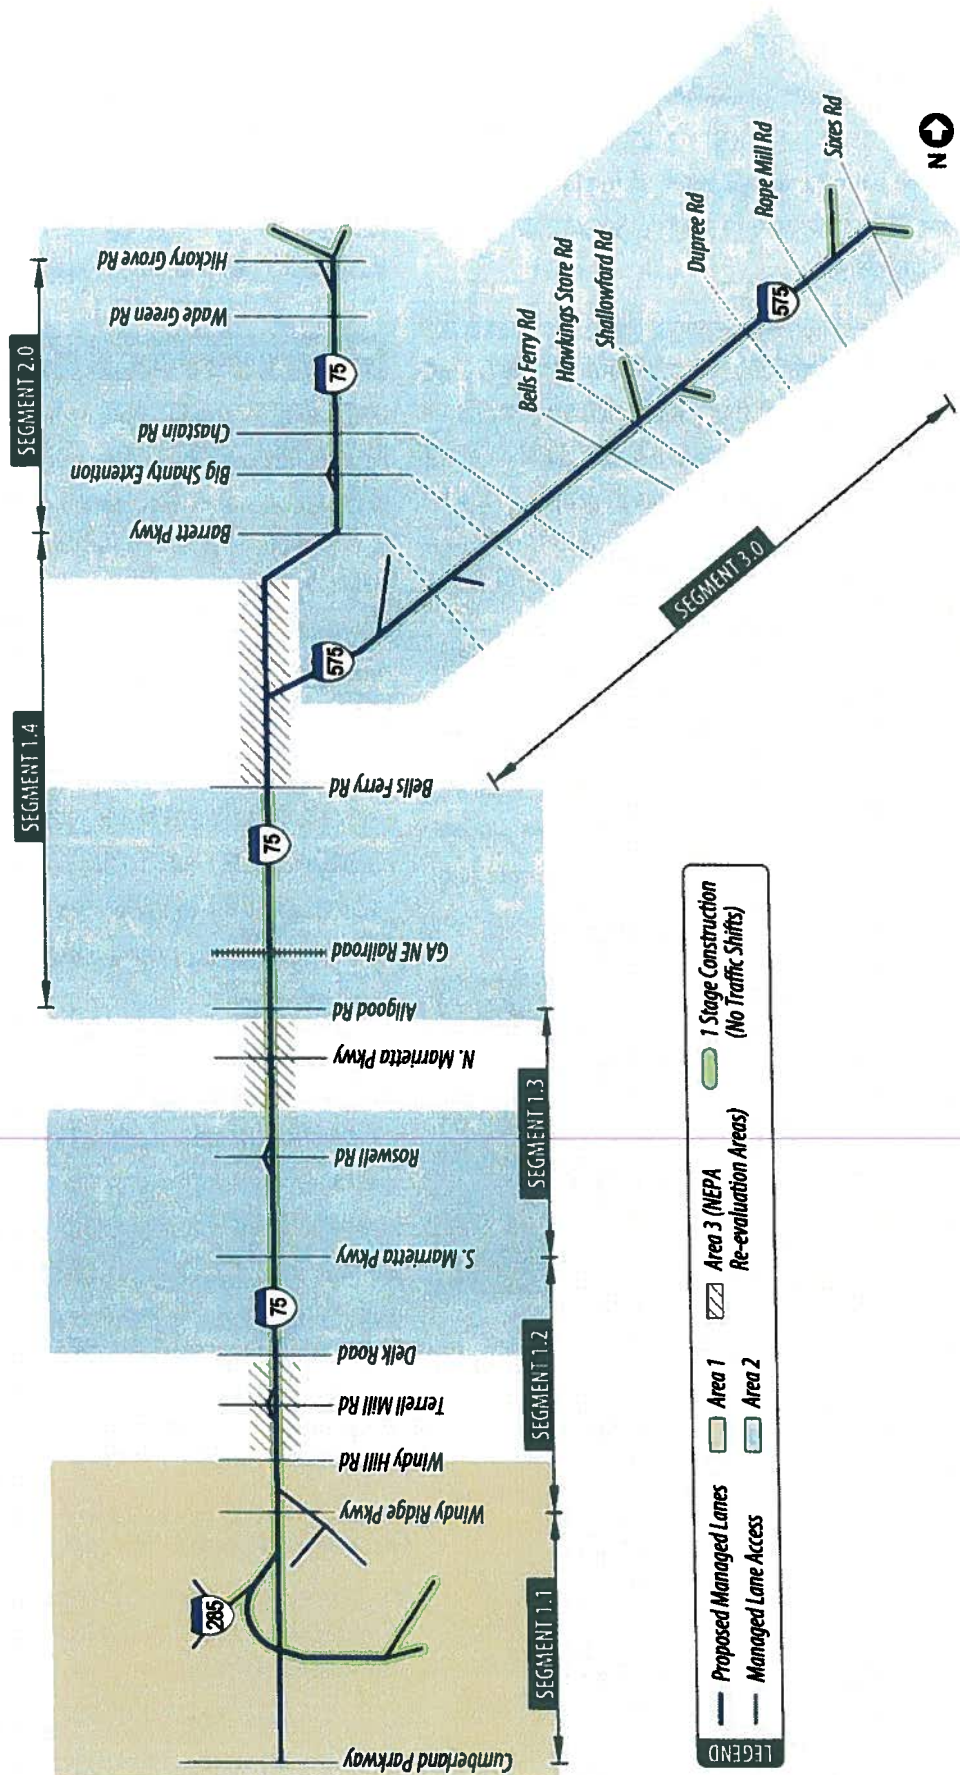 SEGMENT 1.4
SEGMENT 2.0
Cumberland Parkway
285
Windy Ridge Pkwy
Windy Hill Rd
Terrell Mill Rd
Delk Road
75
S. Marrietta Pkwy
Roswell Rd
N. Marrietta Pkwy
Allgood Rd
GA NE Railroad
75
Bells Ferry Rd
575
Barrett Pkwy
Big Shanty Extention
Chastain Rd
75
Wade Green Rd
Hickory Grove Rd
Bells Ferry Rd
Hawkings Store Rd
Shallowford Rd
Dupree Rd
575
Rope Mill Rd
Sixes Rd
N
SEGMENT 1.1
SEGMENT 1.2
SEGMENT 1.3
SEGMENT 3.0
LEGEND
Proposed Managed Lanes
Managed Lane Access
Area 1
Area 2
Area 3 (NEPA
Re-evaluation Areas)
1 Stage Construction
(No Traffic Shifts)